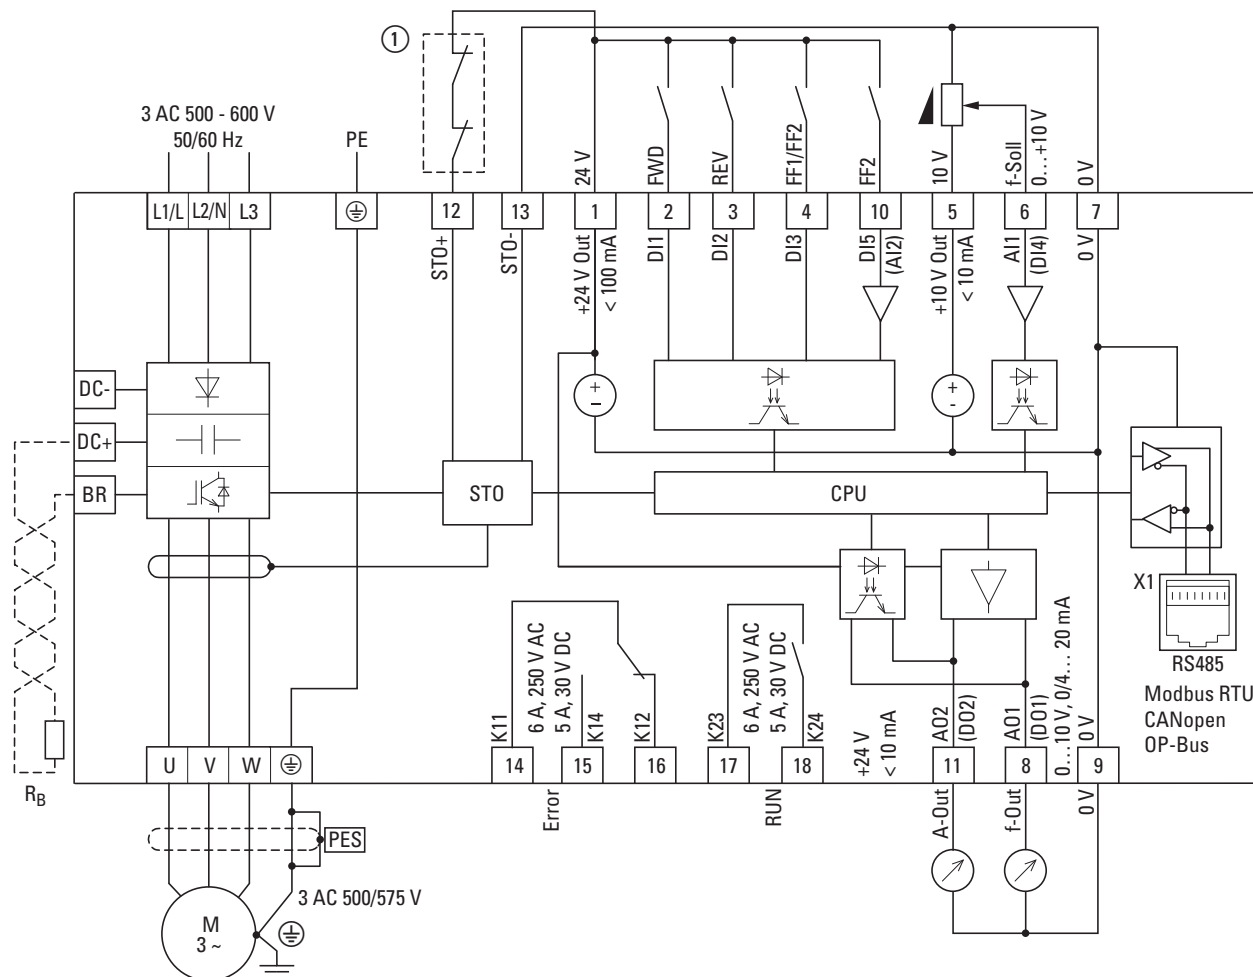 1
3 AC 500 - 600 V
50/60 Hz
PE
24 V
FWD
REV
FF1/FF2
FF2
10 V
f-Soll
0…+10 V
0 V
L1/L
L2/N
L3
12
13
1
2
3
4
10
5
6
7
STO+
STO-
+24 V Out
< 100 mA
DI1
DI2
DI3
DI5
(AI2)
+10 V Out
< 10 mA
AI1
(DI4)
0 V
DC-
DC+
BR
STO
CPU
X1
RS485
Modbus RTU
CANopen
OP-Bus
K11
6 A, 250 V AC
5 A, 30 V DC
K14
K12
K23
6 A, 250 V AC
5 A, 30 V DC
K24
+24 V
< 10 mA
AO2
(DO2)
AO1
(DO1)
0…10 V, 0/4… 20 mA
0 V
U
V
W
14
15
16
17
18
11
8
9
RB
Error
RUN
A-Out
f-Out
0 V
PES
3 AC 500/575 V
M
3 ~